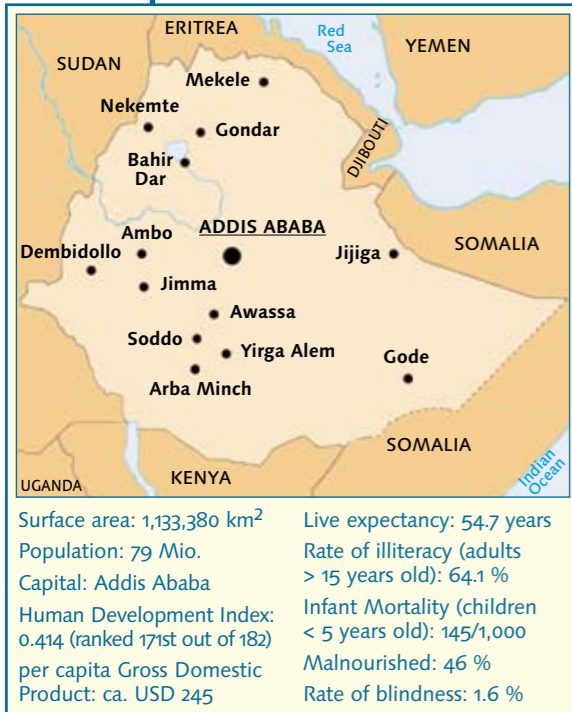 ERITREA
Red
Sea
YEMEN
SUDAN
Mekele
Nekemte
Gondar
DJIBOUTI
Bahir
Dar
Ambo
ADDIS ABABA
Dembidollo
Jijiga
SOMALIA
Jimma
Awassa
Soddo
Yirga Alem
Gode
Arba Minch
SOMALIA
UGANDA
KENYA
Indian
Ocean
Surface area: 1,133,380 km²
Population: 79 Mio.
Capital: Addis Ababa
Human Development Index:
0.414 (ranked 171st out of 182)
per capita Gross Domestic
Product: ca. USD 245
Live expectancy: 54.7 years
Rate of illiteracy (adults
> 15 years old): 64.1 %
Infant Mortality (children
< 5 years old): 145/1,000
Malnourished: 46 %
Rate of blindness: 1.6 %